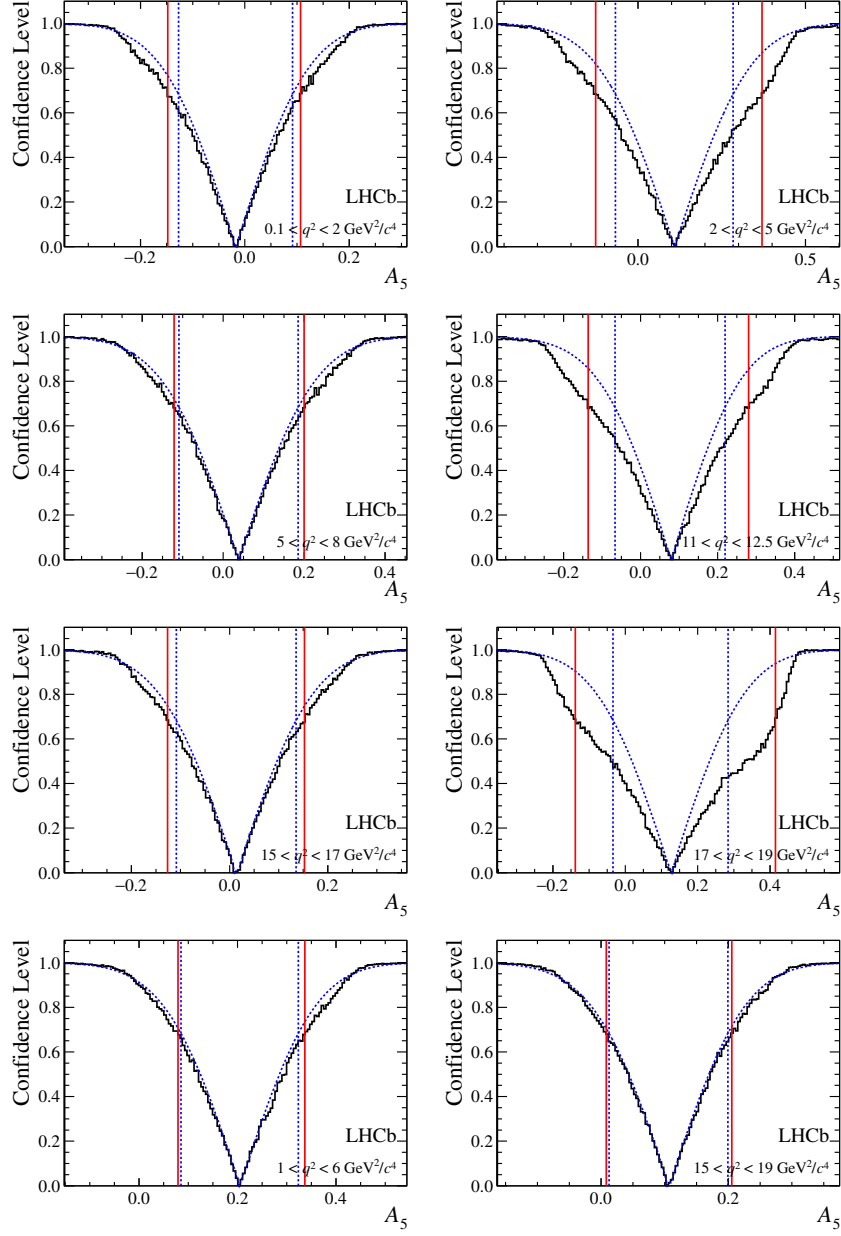 Confidence Level
1.0
0.8
0.6
0.4
0.2
0.0
LHCb
0.1 < q² < 2 GeV²/c⁴
−0.2 0.0 0.2
A₅
Confidence Level
1.0
0.8
0.6
0.4
0.2
0.0
LHCb
2 < q² < 5 GeV²/c⁴
0.0 0.5
A₅
Confidence Level
1.0
0.8
0.6
0.4
0.2
0.0
LHCb
5 < q² < 8 GeV²/c⁴
−0.2 0.0 0.2 0.4
A₅
Confidence Level
1.0
0.8
0.6
0.4
0.2
0.0
LHCb
11 < q² < 12.5 GeV²/c⁴
−0.2 0.0 0.2 0.4
A₅
Confidence Level
1.0
0.8
0.6
0.4
0.2
0.0
LHCb
15 < q² < 17 GeV²/c⁴
−0.2 0.0 0.2
A₅
Confidence Level
1.0
0.8
0.6
0.4
0.2
0.0
LHCb
17 < q² < 19 GeV²/c⁴
−0.2 0.0 0.2 0.4
A₅
Confidence Level
1.0
0.8
0.6
0.4
0.2
0.0
LHCb
1 < q² < 6 GeV²/c⁴
0.0 0.2 0.4
A₅
Confidence Level
1.0
0.8
0.6
0.4
0.2
0.0
LHCb
15 < q² < 19 GeV²/c⁴
0.0 0.2
A₅